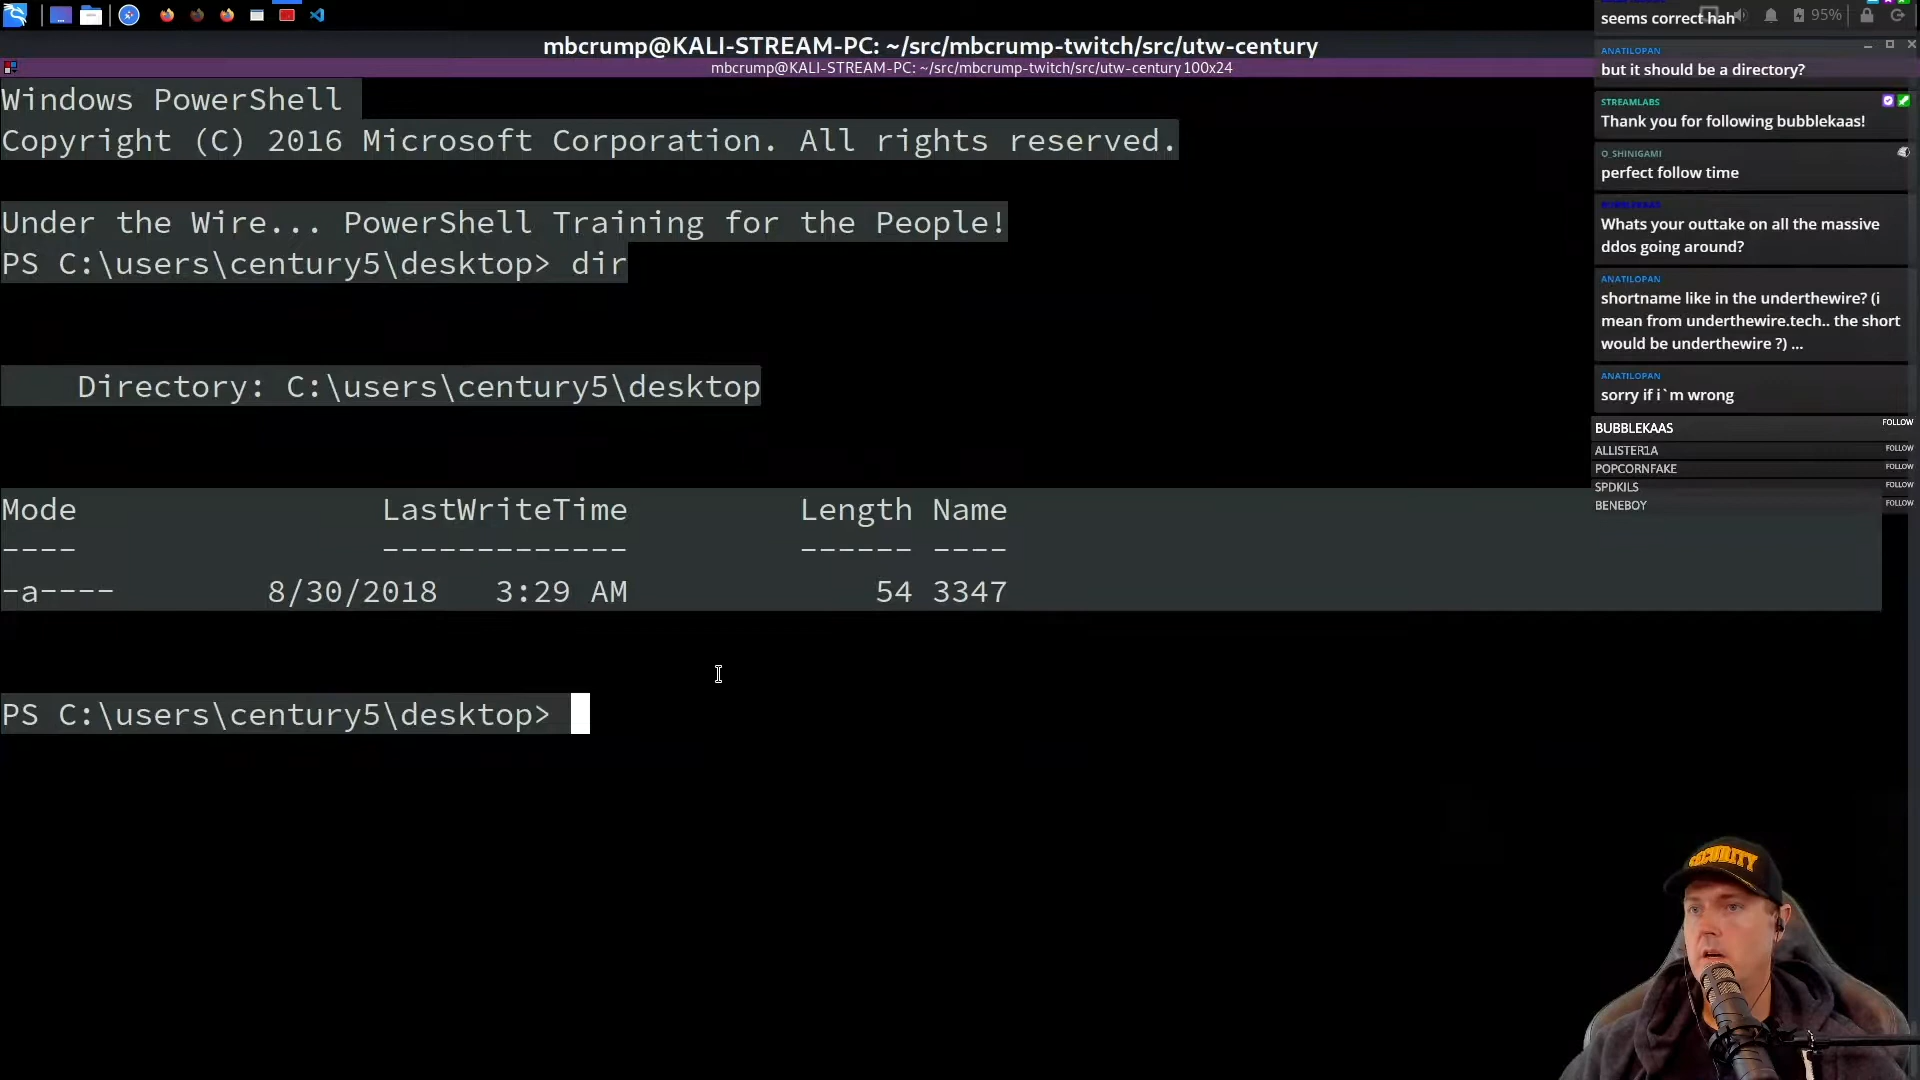 seems correct hah
95%
mbcrump@KALI-STREAM-PC: ~/src/mbcrump-twitch/src/utw-century
mbcrump@KALI-STREAM-PC: ~/src/mbcrump-twitch/src/utw-century 100x24
Windows PowerShell
Copyright (C) 2016 Microsoft Corporation. All rights reserved.
Under the Wire... PowerShell Training for the People!
PS C:\users\century5\desktop> dir
Directory: C:\users\century5\desktop
Mode LastWriteTime Length Name
---- ------------- ------ ----
-a---- 8/30/2018 3:29 AM 54 3347
PS C:\users\century5\desktop>
ANATILOPAN
but it should be a directory?
STREAMLABS
Thank you for following bubblekaas!
O_SHINIGAMI
perfect follow time
BUBBLEKAAS
Whats your outtake on all the massive
ddos going around?
ANATILOPAN
shortname like in the underthewire? (i
mean from underthewire.tech.. the short
would be underthewire ?) ...
ANATILOPAN
sorry if i`m wrong
BUBBLEKAAS FOLLOW
ALLISTER1A FOLLOW
POPCORNFAKE FOLLOW
SPDKILS FOLLOW
BENEBOY FOLLOW
SECURITY